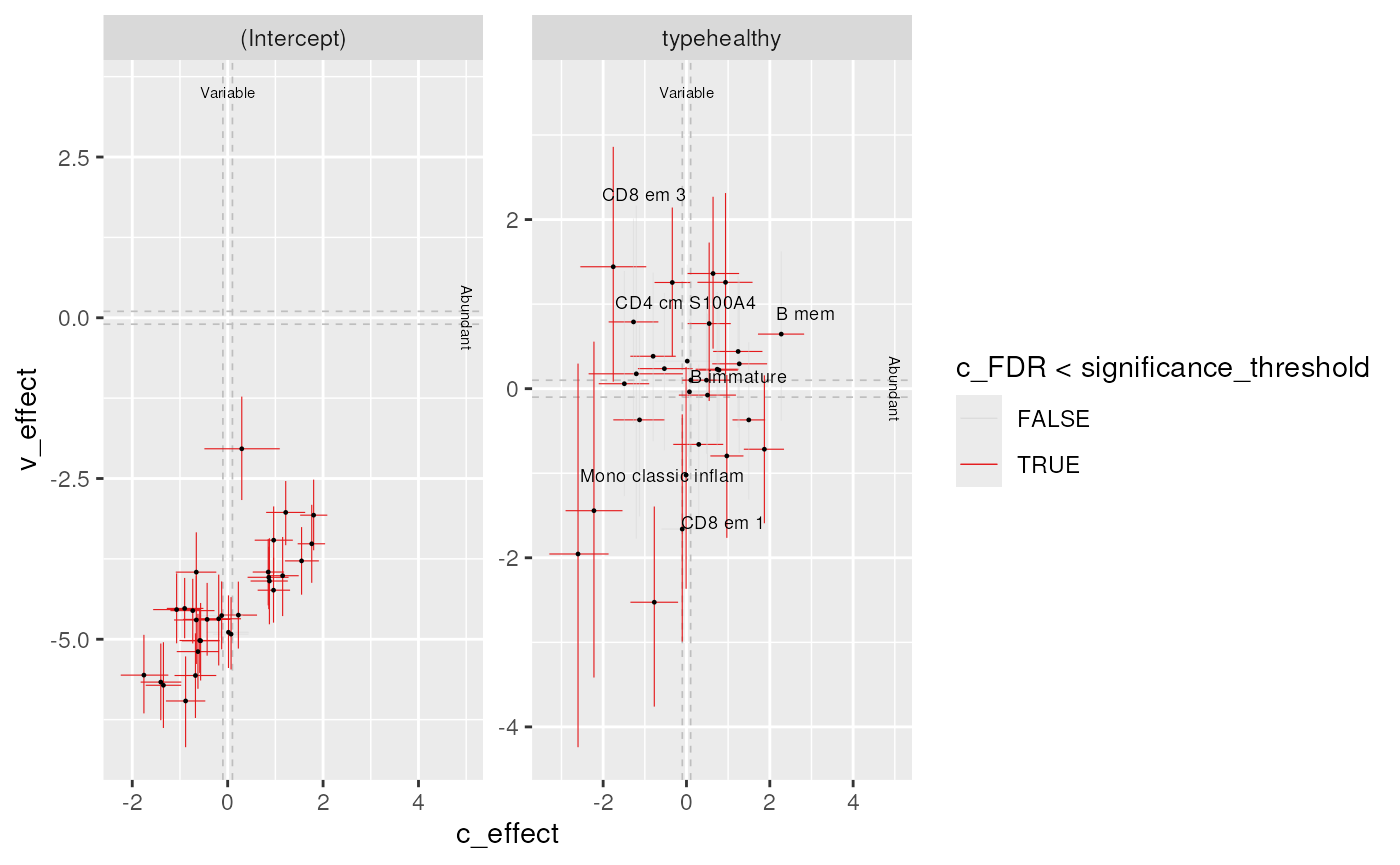 (Intercept)
typehealthy
Variable
Variable
2.5
0.0
-2.5
-5.0
Abundant
2
0
-2
-4
CD8 em 3
CD4 cm S100A4
B mem
B immature
Mono classic inflam
CD8 em 1
Abundant
-2
0
2
4
-2
0
2
4
c_effect
v_effect
c_FDR < significance_threshold
FALSE
TRUE